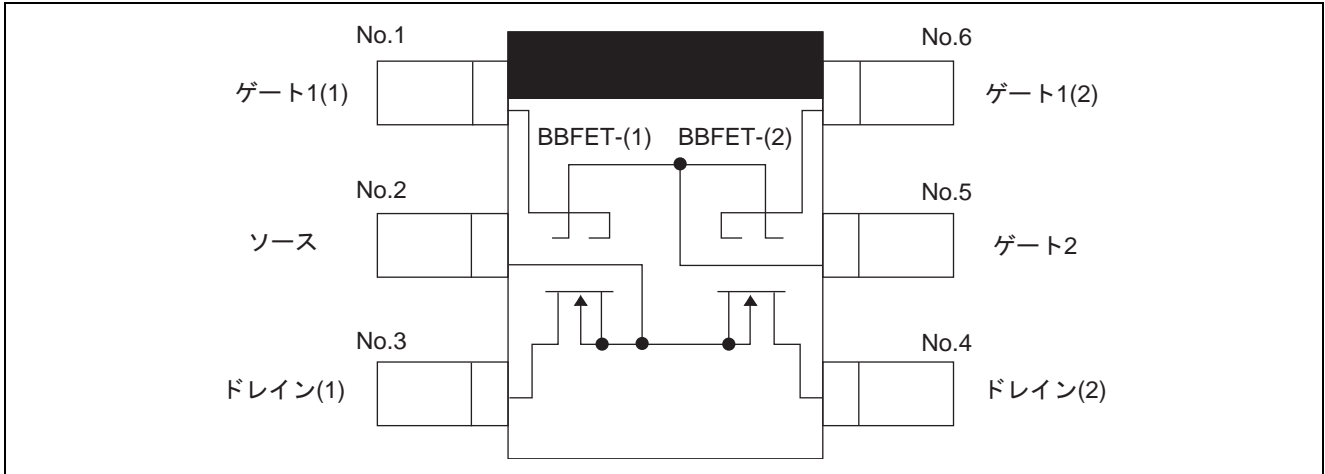 No.1
No.6
ゲート1(1)
ゲート1(2)
BBFET-(1) BBFET-(2)
No.2
No.5
ソース
ゲート2
No.3
No.4
ドレイン(1)
ドレイン(2)